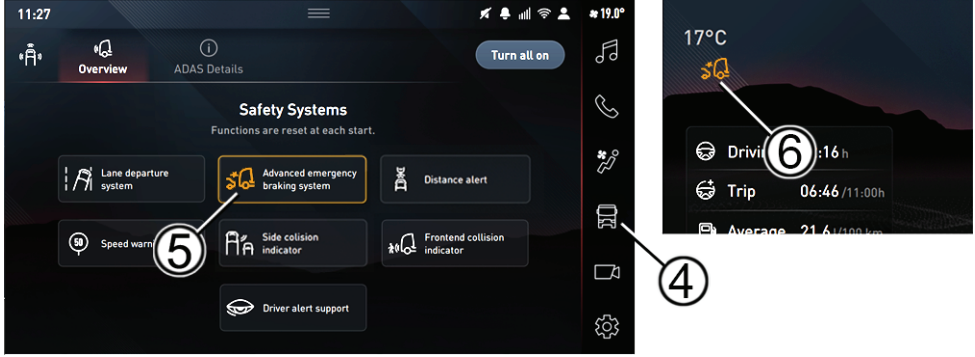 11:27
19.0°
Overview
ADAS Details
Turn all on
Safety Systems
Functions are reset at each start.
Lane departure
system
Advanced emergency
braking system
Distance alert
50
Speed warn
Side colision
indicator
Frontend collision
indicator
Driver alert support
5
4
17°C
6
:16 h
Trip 06:46/11:00h
Average 21.6 l/100 km